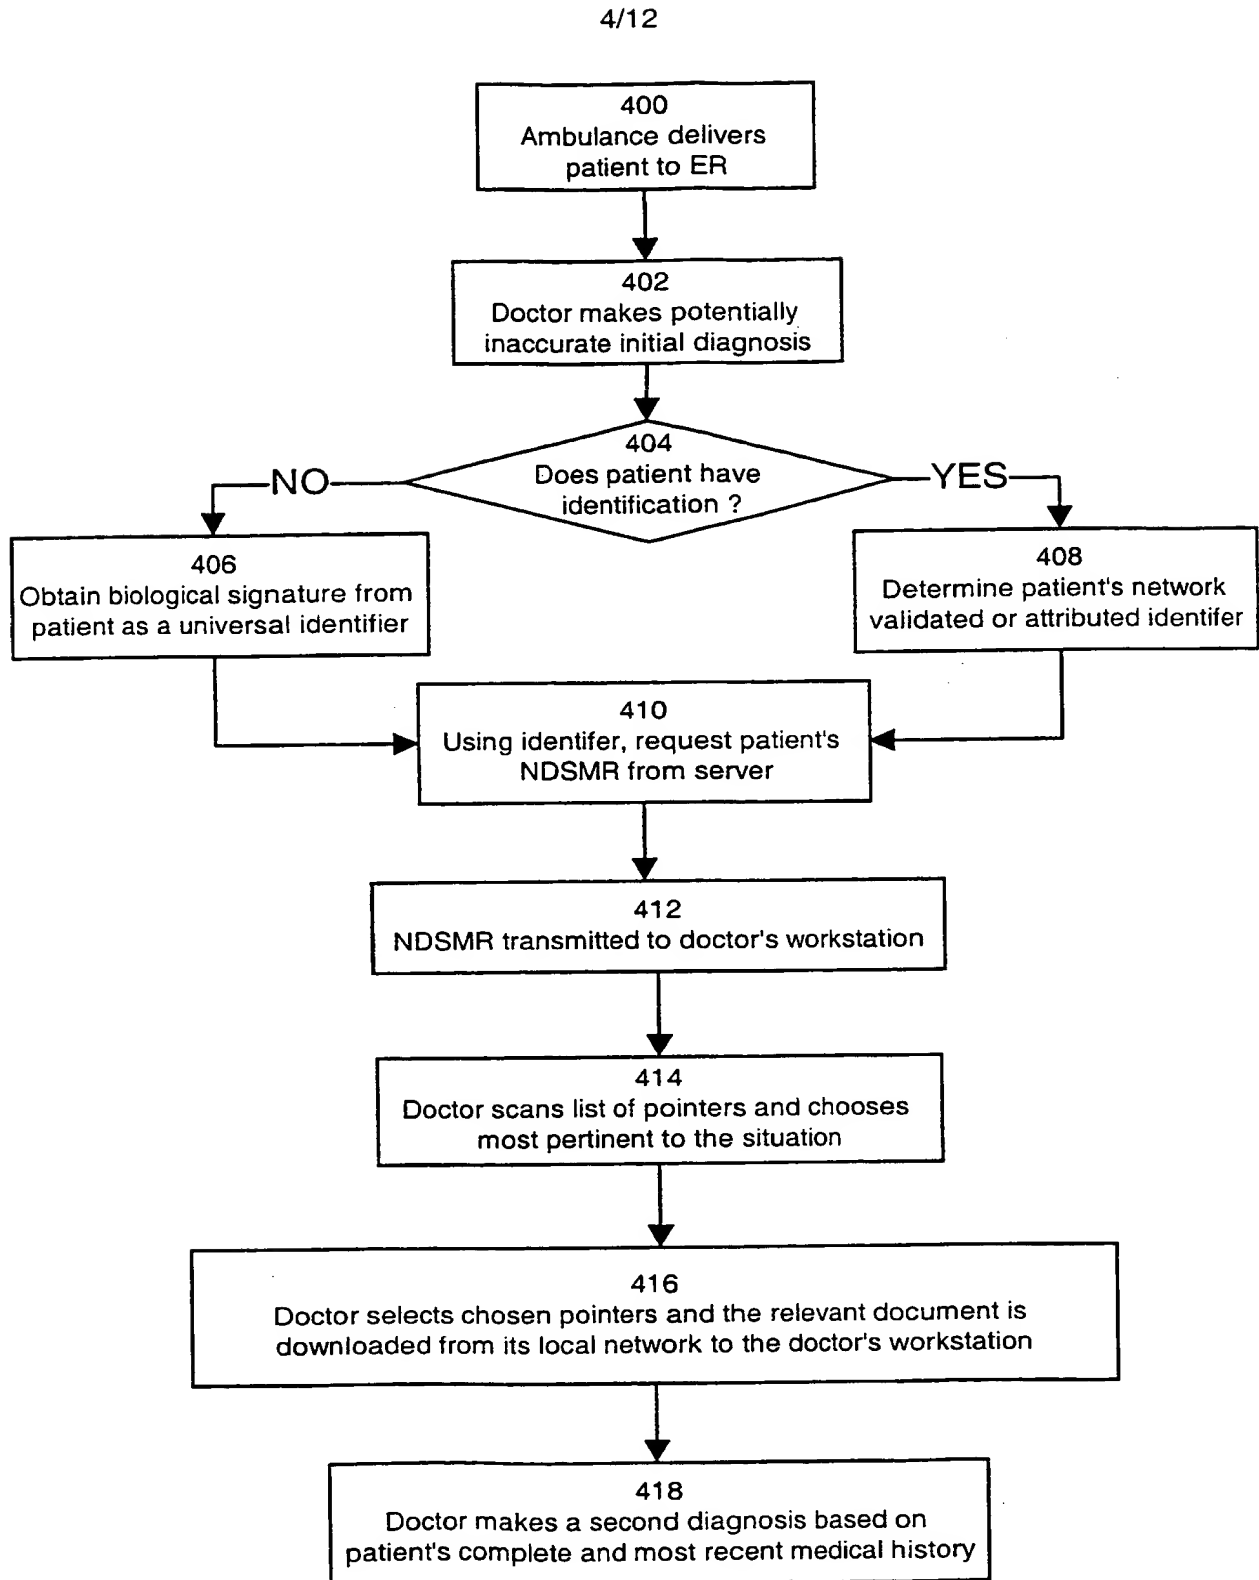 4/12
400
Ambulance delivers
patient to ER
402
Doctor makes potentially
inaccurate initial diagnosis
404
Does patient have
identification ?
NO
YES
406
Obtain biological signature from
patient as a universal identifier
408
Determine patient's network
validated or attributed identifer
410
Using identifer, request patient's
NDSMR from server
412
NDSMR transmitted to doctor's workstation
414
Doctor scans list of pointers and chooses
most pertinent to the situation
416
Doctor selects chosen pointers and the relevant document is
downloaded from its local network to the doctor's workstation
418
Doctor makes a second diagnosis based on
patient's complete and most recent medical history